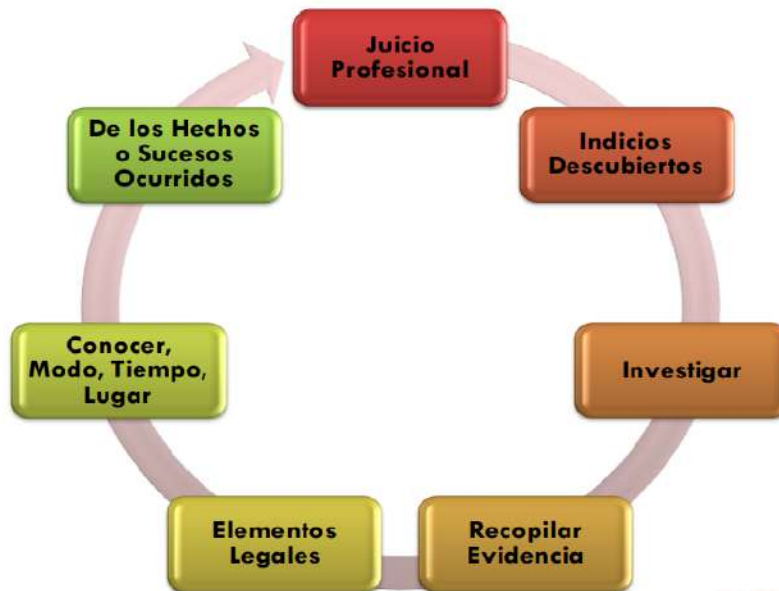 Juicio
Profesional
Indicios
Descubiertos
Investigar
Recopilar
Evidencia
Elementos
Legales
Conocer,
Modo, Tiempo,
Lugar
De los Hechos
o Sucesos
Ocurridos